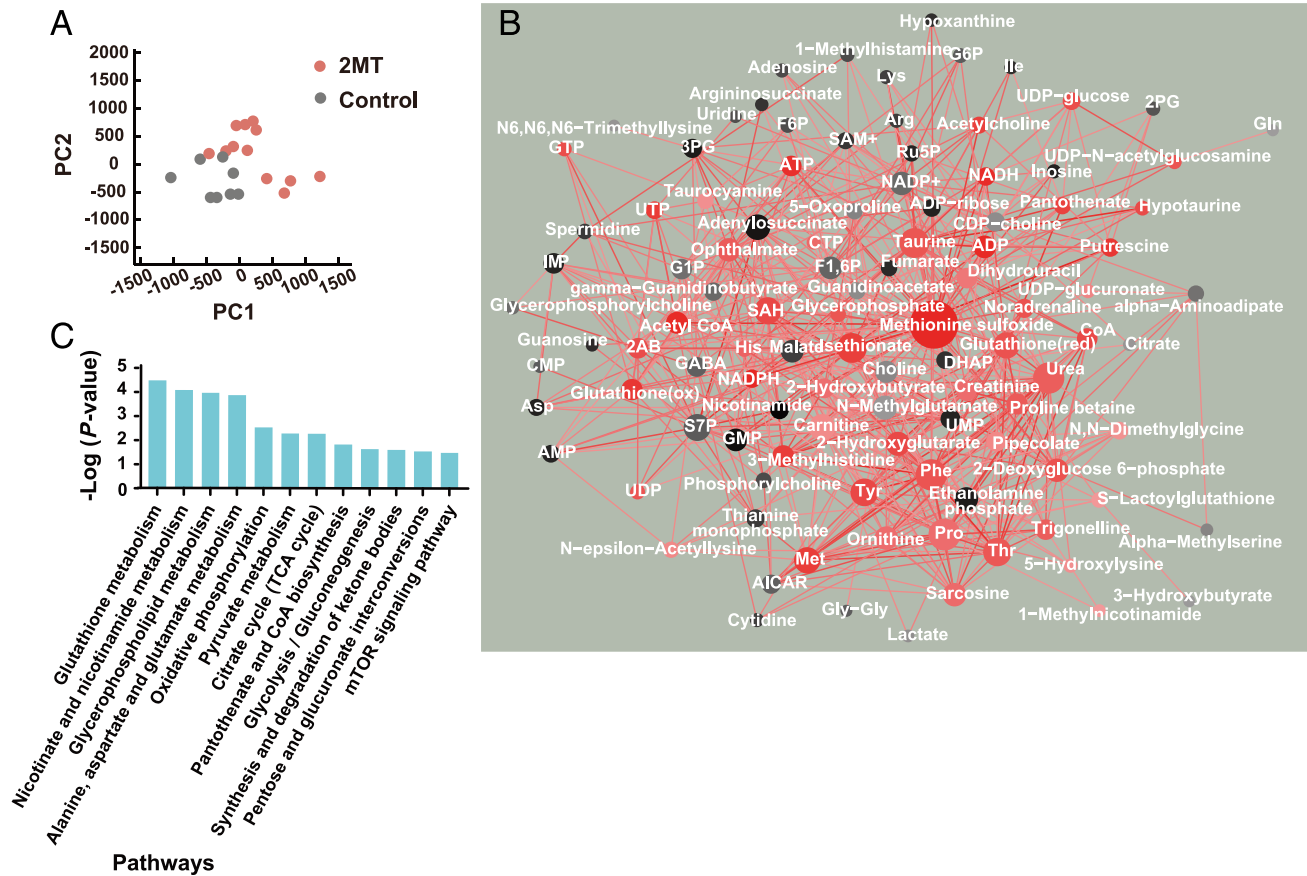 A
2MT
Control
2000
1500
1000
500
0
-500
-1000
-1500
PC2
-1500
-1000
-500
0
500
1000
1500
PC1
B
Hypoxanthine
1−Methylhistamine
G6P
Adenosine
Lys
Ile
Argininosuccinate
UDP−glucose
2PG
Uridine
F6P
Arg
Acetylcholine
Gln
N6,N6,N6−Trimethyllysine
SAM+
3PG
Ru5P
UDP−N−acetylglucosamine
GTP
ATP
NADH
Inosine
NADP+
Taurocyamine
ADP−ribose
Pantothenate
Hypotaurine
UTP
5−Oxoproline
CDP−choline
Spermidine
Adenylosuccinate
CTP
Taurine
ADP
Putrescine
Ophthalmate
IMP
G1P
F1,6P
Fumarate
Dihydrouracil
gamma−Guanidinobutyrate
Guanidinoacetate
UDP−glucuronate
Glycerophosphorylcholine
SAH
Glycerophosphate
Noradrenaline
alpha−Aminoadipate
Acetyl CoA
Methionine sulfoxide
CoA
Guanosine
2AB
His
Malate
Isethionate
Glutathione(red)
Citrate
CMP
GABA
DHAP
Choline
Urea
NADPH
2−Hydroxybutyrate
Creatinine
Glutathione(ox)
Asp
Nicotinamide
N−Methylglutamate
Proline betaine
S7P
Carnitine
UMP
N,N−Dimethylglycine
GMP
2−Hydroxyglutarate
Pipecolate
AMP
3−Methylhistidine
Phe
2−Deoxyglucose 6−phosphate
UDP
Phosphorylcholine
Tyr
Ethanolamine
phosphate
S−Lactoylglutathione
Thiamine
monophosphate
Trigonelline
Alpha−Methylserine
N−epsilon−Acetyllysine
Ornithine
Pro
Met
Thr
5−Hydroxylysine
AICAR
Sarcosine
3−Hydroxybutyrate
Gly−Gly
1−Methylnicotinamide
Cytidine
Lactate
C
5
4
3
2
1
0
-Log (P-value)
Glutathione metabolism
Nicotinate and nicotinamide metabolism
Glycerophospholipid metabolism
Alanine, aspartate and glutamate metabolism
Oxidative phosphorylation
Pyruvate metabolism
Citrate cycle (TCA cycle)
Pantothenate and CoA biosynthesis
Glycolysis / Gluconeogenesis
Synthesis and degradation of ketone bodies
Pentose and glucuronate interconversions
mTOR signaling pathway
Pathways